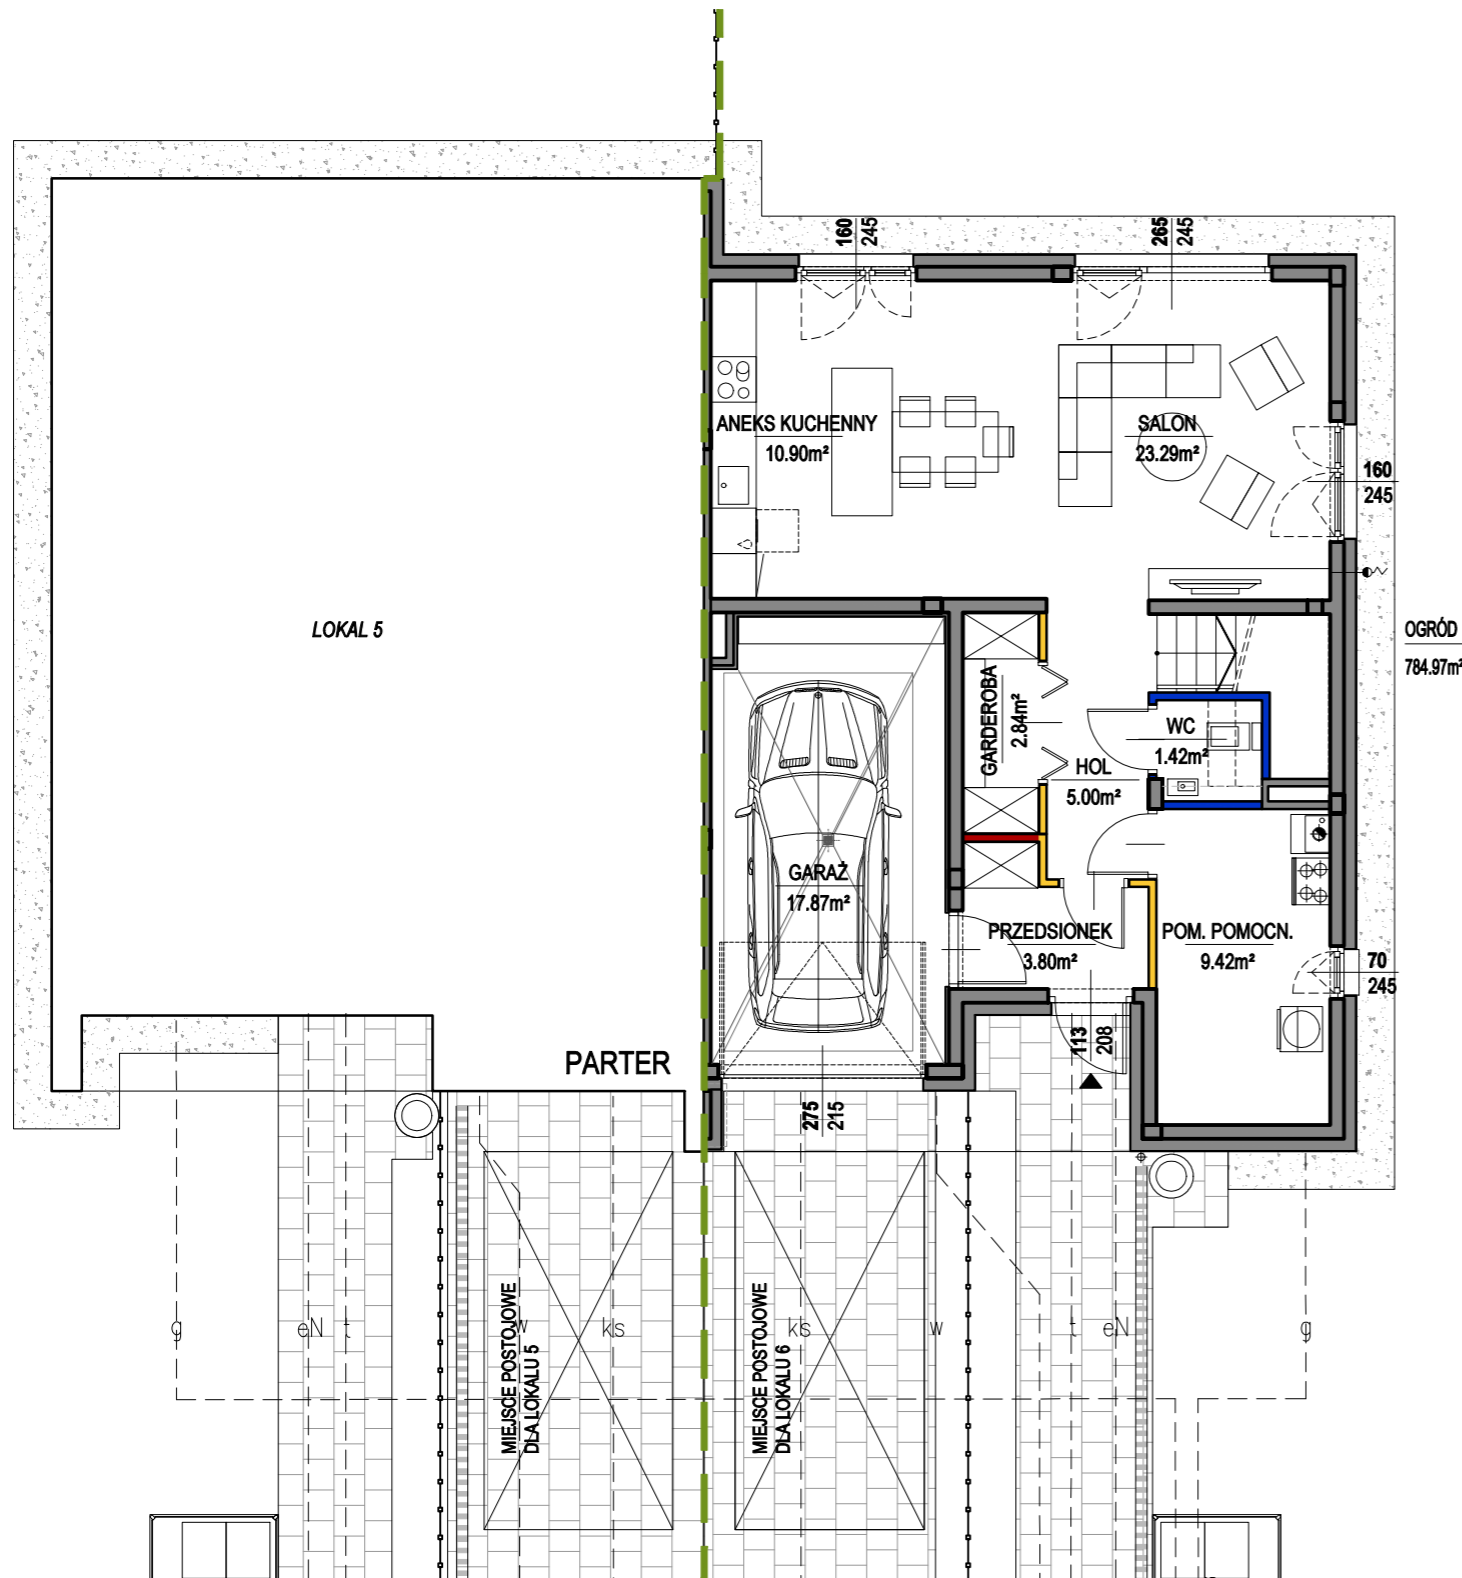 160
245
265
245
ANEKS KUCHENNY
10.90m²
SALON
23.29m²
160
245
LOKAL 5
OGRÓD
784.97m²
GARDEROBA
2.84m²
WC
1.42m²
HOL
5.00m²
GARAŻ
17.87m²
PRZEDSIONEK
3.80m²
POM. POMOCN.
9.42m²
70
245
113
208
PARTER
275
215
MIEJSCE POSTOJOWE
DLA LOKALU 5
MIEJSCE POSTOJOWE
DLA LOKALU 6
g
eN
t
w
ks
ks
w
t
eN
g